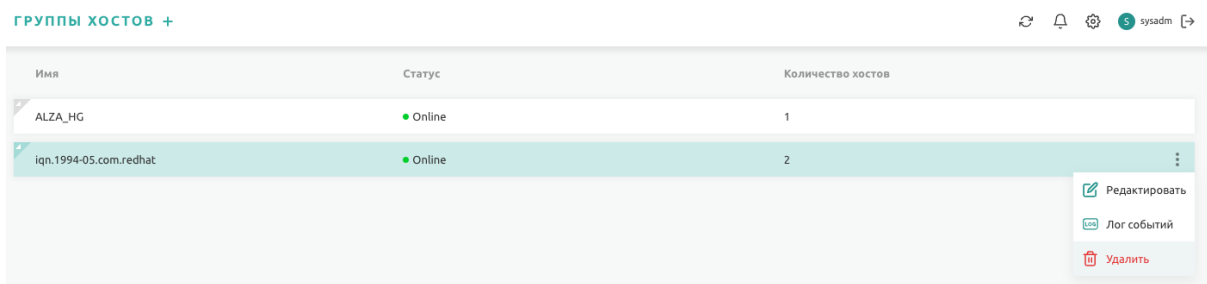 ГРУППЫ ХОСТОВ +
S sysadm
Имя Статус Количество хостов
ALZA_HG Online 1
iqn.1994-05.com.redhat Online 2
Редактировать
LOG Лог событий
Удалить